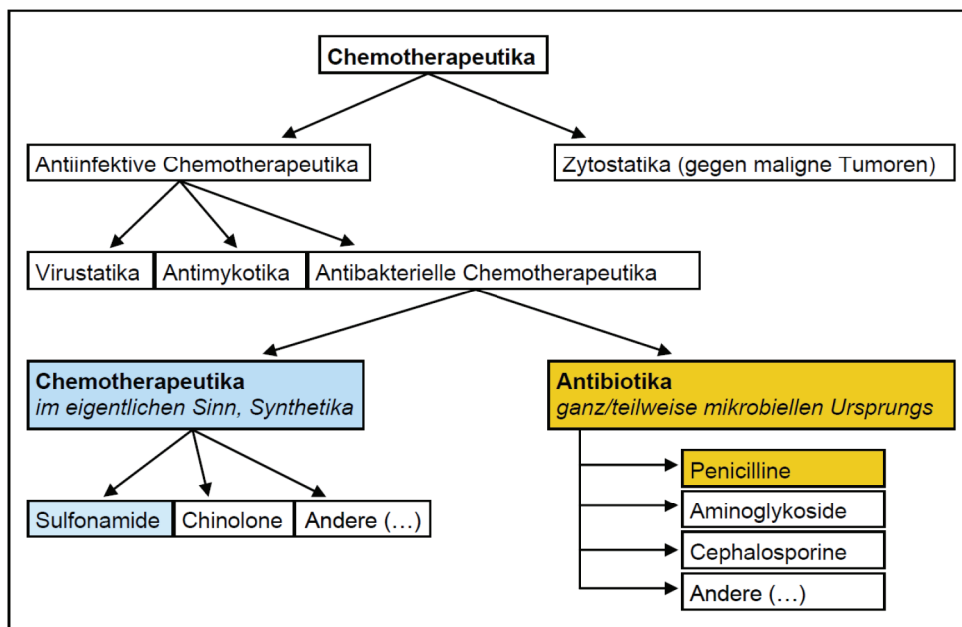 Chemotherapeutika
Antiinfektive Chemotherapeutika
Zytostatika (gegen maligne Tumoren)
Virustatika
Antimykotika
Antibakterielle Chemotherapeutika
Chemotherapeutika
im eigentlichen Sinn, Synthetika
Antibiotika
ganz/teilweise mikrobiellen Ursprungs
Sulfonamide
Chinolone
Andere (…)
Penicilline
Aminoglykoside
Cephalosporine
Andere (…)